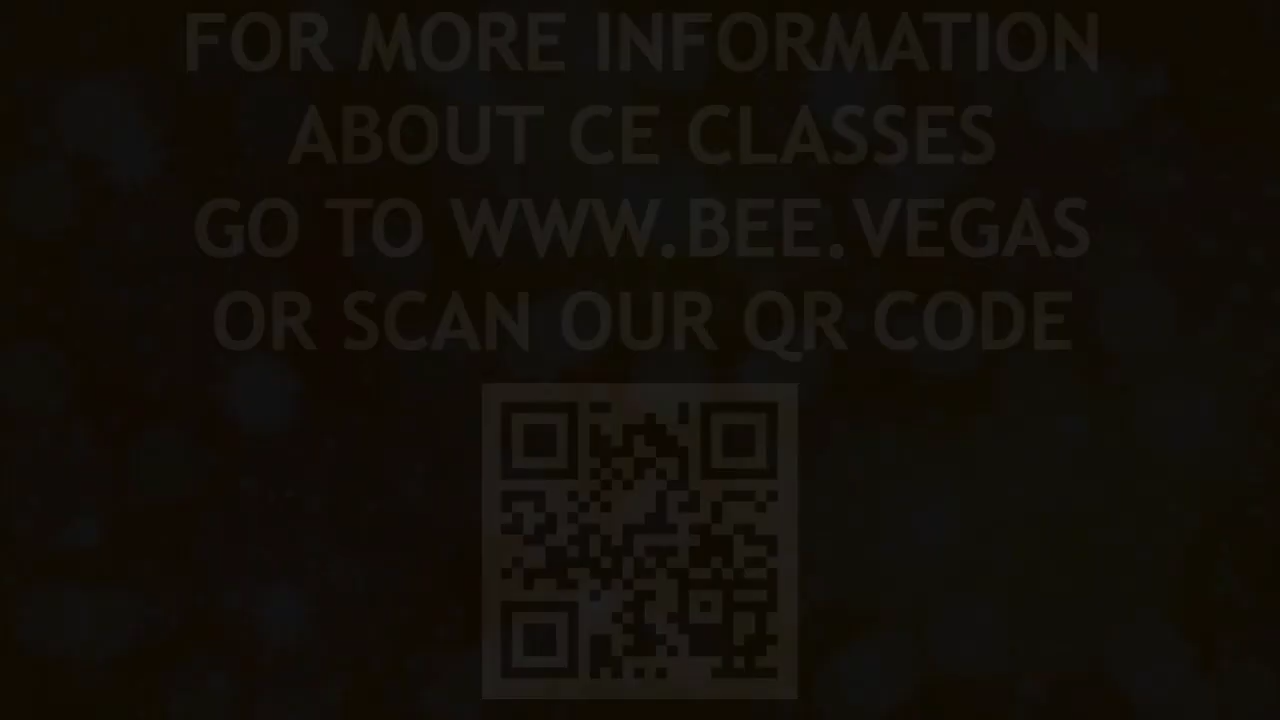 FOR MORE INFORMATION
ABOUT CE CLASSES
GO TO WWW.BEE.VEGAS
OR SCAN OUR QR CODE